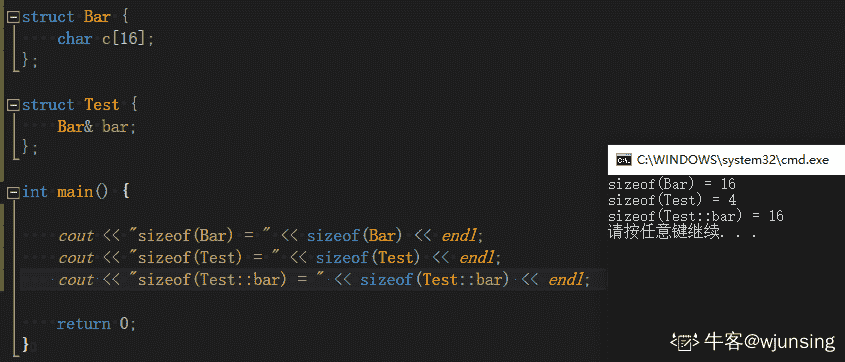 struct Bar {
    char c[16];
};
struct Test {
    Bar& bar;
};
int main() {
    cout << "sizeof(Bar) = " << sizeof(Bar) << endl;
    cout << "sizeof(Test) = " << sizeof(Test) << endl;
    cout << "sizeof(Test::bar) = " << sizeof(Test::bar) << endl;
    return 0;
}
C:\WINDOWS\system32\cmd.exe
sizeof(Bar) = 16
sizeof(Test) = 4
sizeof(Test::bar) = 16
请按任意键继续. . .
牛客@wjunsing